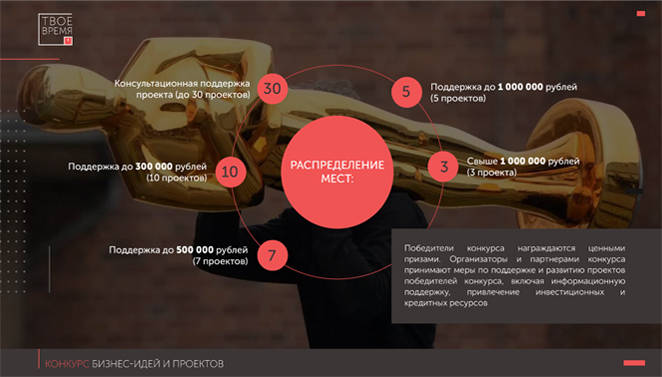 ТВОЕ
ВРЕМЯ
РАСПРЕДЕЛЕНИЕ
МЕСТ:
30
Консультационная поддержка
проекта (до 30 проектов)
10
Поддержка до 300 000 рублей
(10 проектов)
7
Поддержка до 500 000 рублей
(7 проектов)
5
Поддержка до 1 000 000 рублей
(5 проектов)
3
Свыше 1 000 000 рублей
(3 проекта)
Победители конкурса награждаются ценными
призами. Организаторы и партнерами конкурса
принимают меры по поддержке и развитию проектов
победителей конкурса, включая информационную
поддержку, привлечение инвестиционных и
кредитных ресурсов
КОНКУРС БИЗНЕС-ИДЕЙ И ПРОЕКТОВ